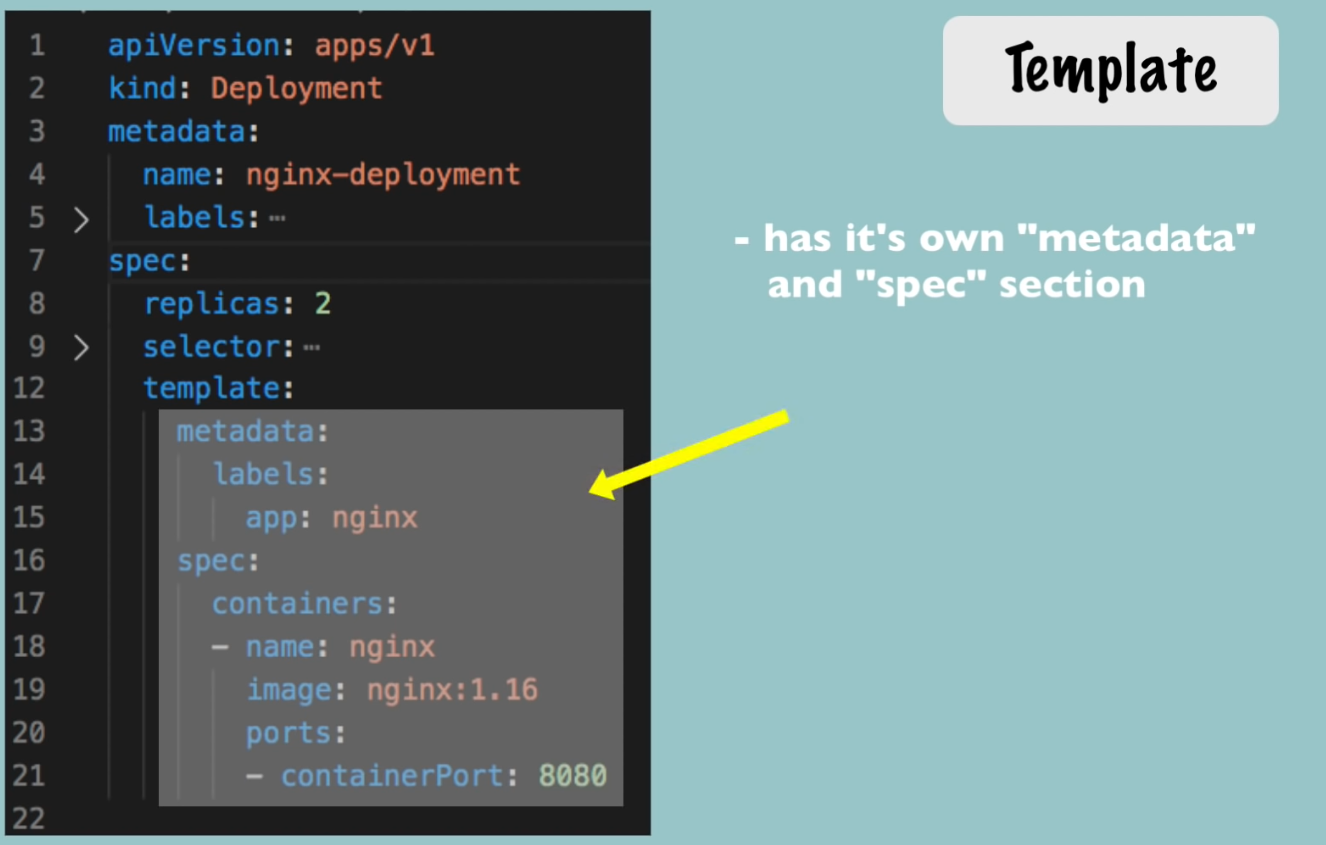 1 apiVersion: apps/v1
2 kind: Deployment
3 metadata:
4 name: nginx-deployment
5 > labels:⋯
7 spec:
8 replicas: 2
9 > selector:⋯
12 template:
13 metadata:
14 labels:
15 app: nginx
16 spec:
17 containers:
18 - name: nginx
19 image: nginx:1.16
20 ports:
21 - containerPort: 8080
22
Template
- has it's own "metadata"
and "spec" section